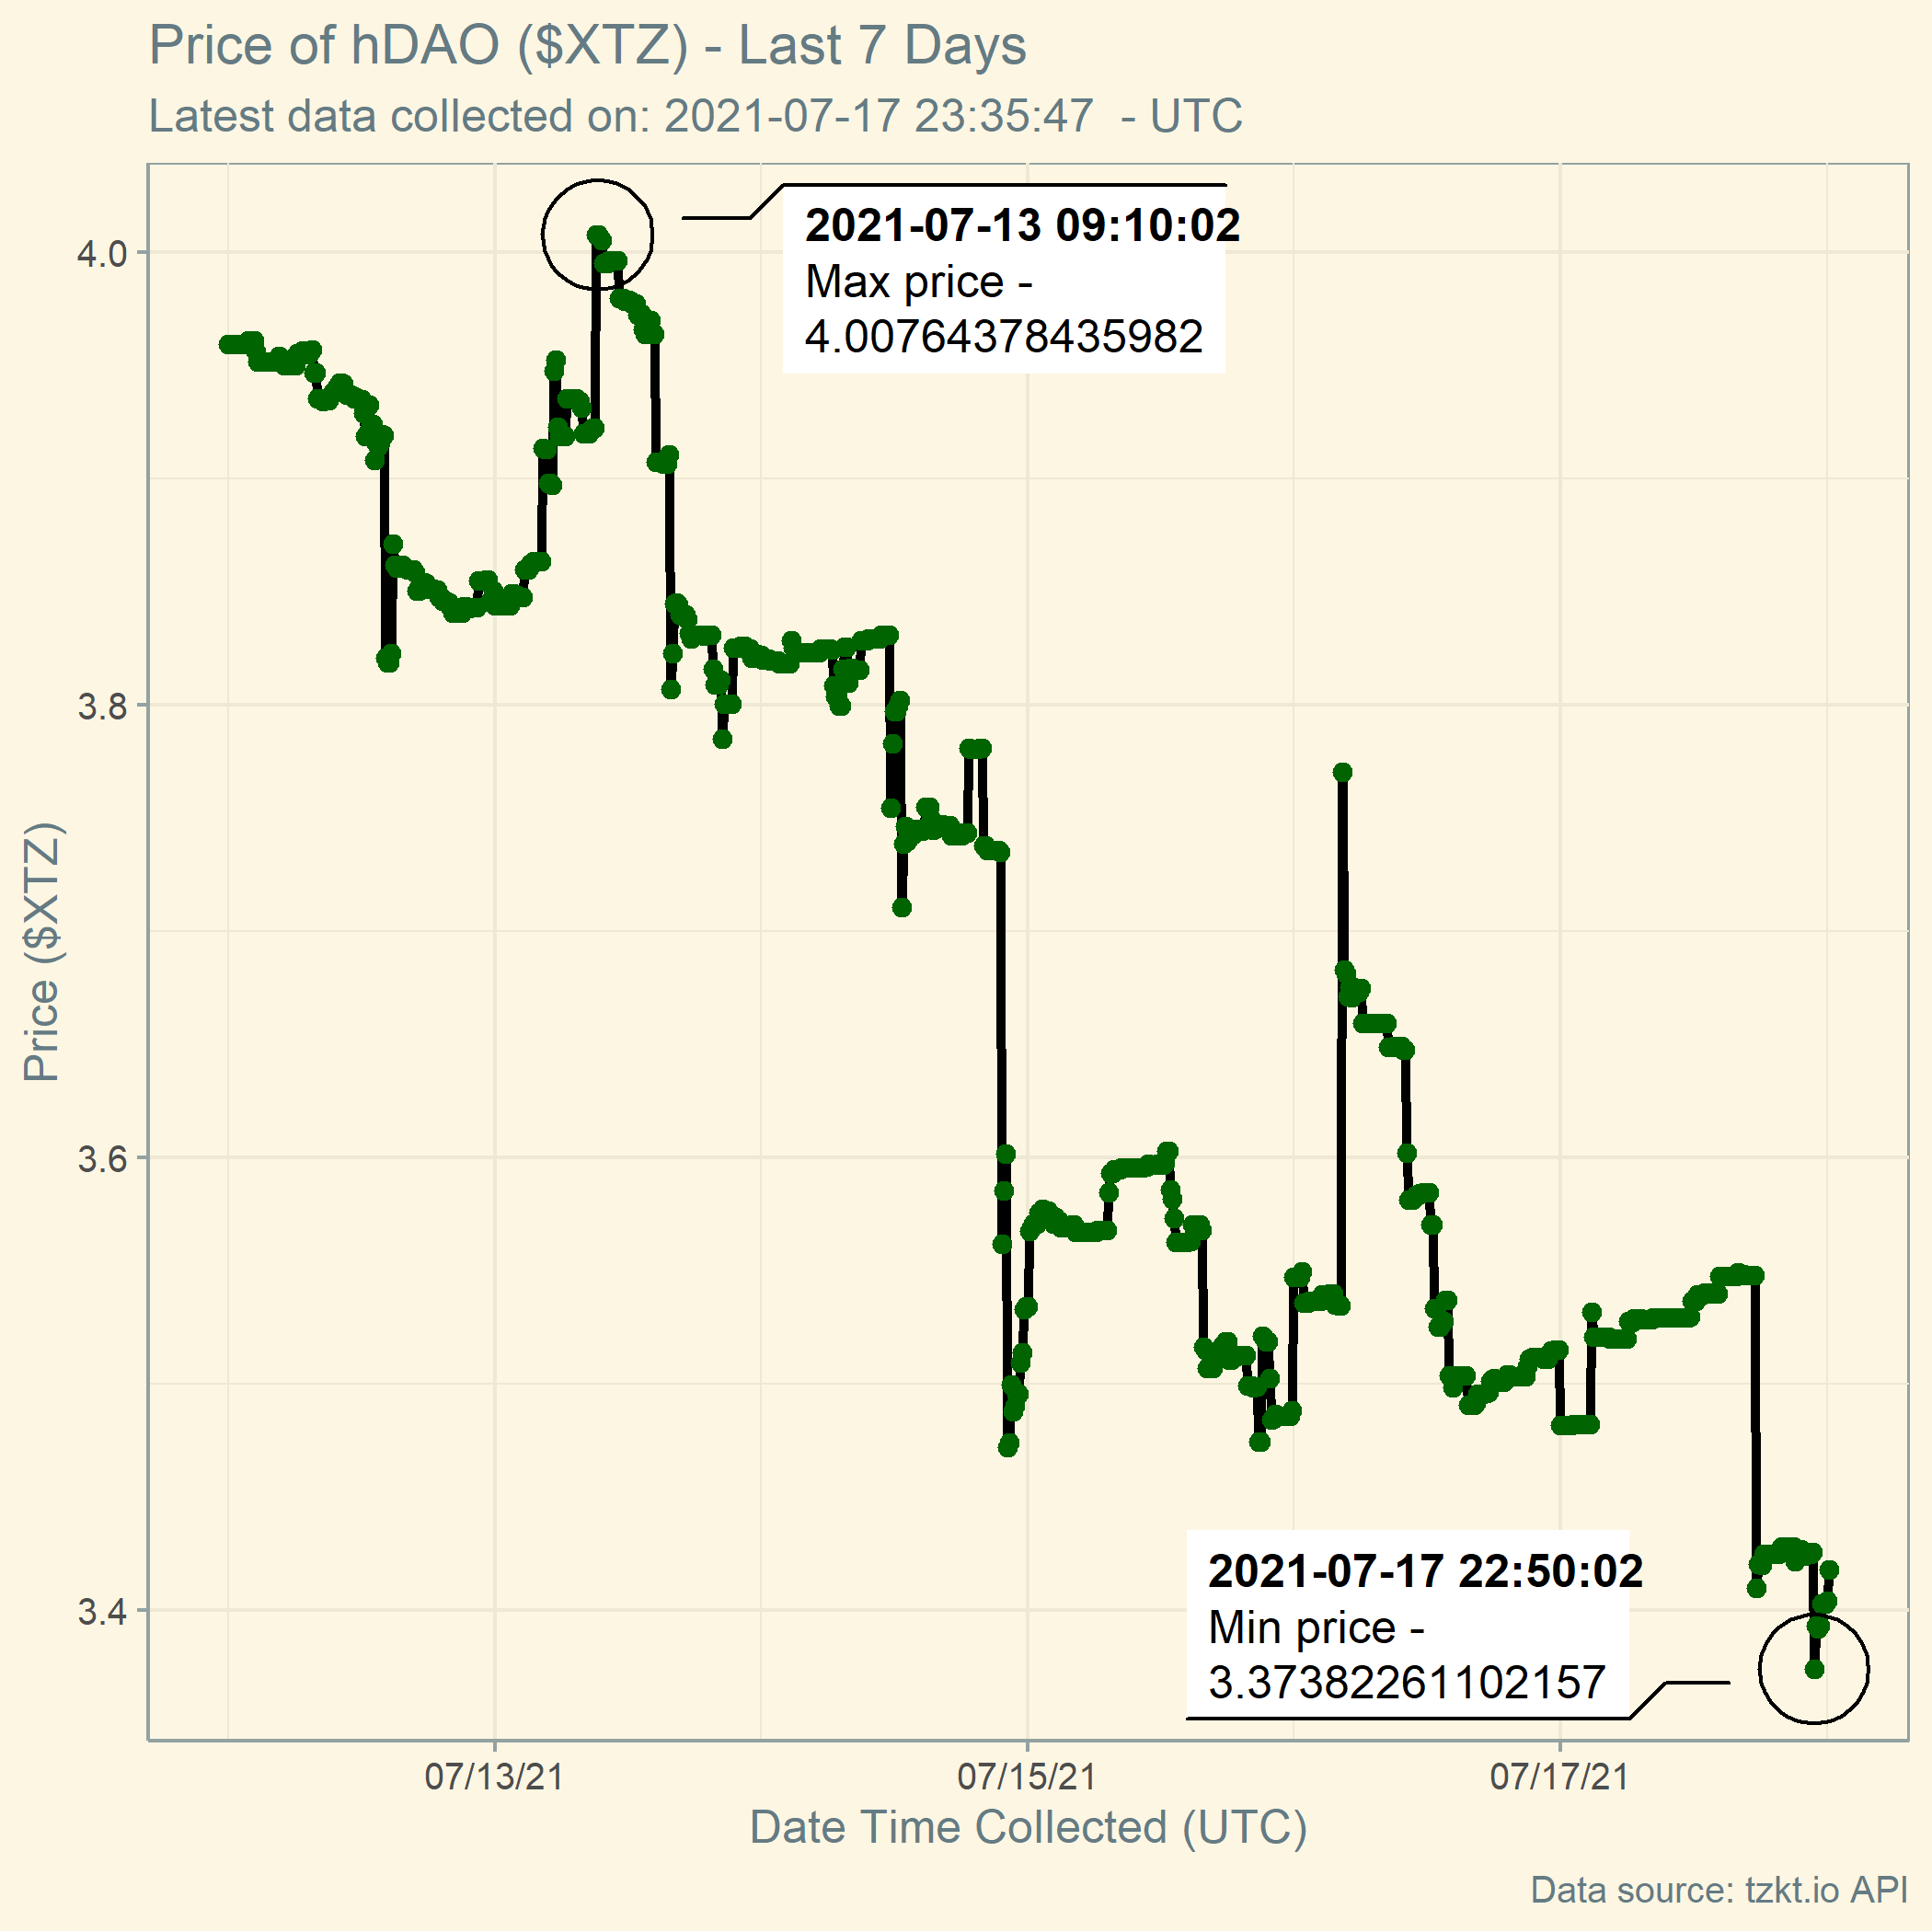 Price of hDAO ($XTZ) - Last 7 Days
Latest data collected on: 2021-07-17 23:35:47  - UTC
2021-07-13 09:10:02
Max price -
4.00764378435982
4.0
3.8
3.6
3.4
Price ($XTZ)
2021-07-17 22:50:02
Min price -
3.37382261102157
07/13/21
07/15/21
07/17/21
Date Time Collected (UTC)
Data source: tzkt.io API